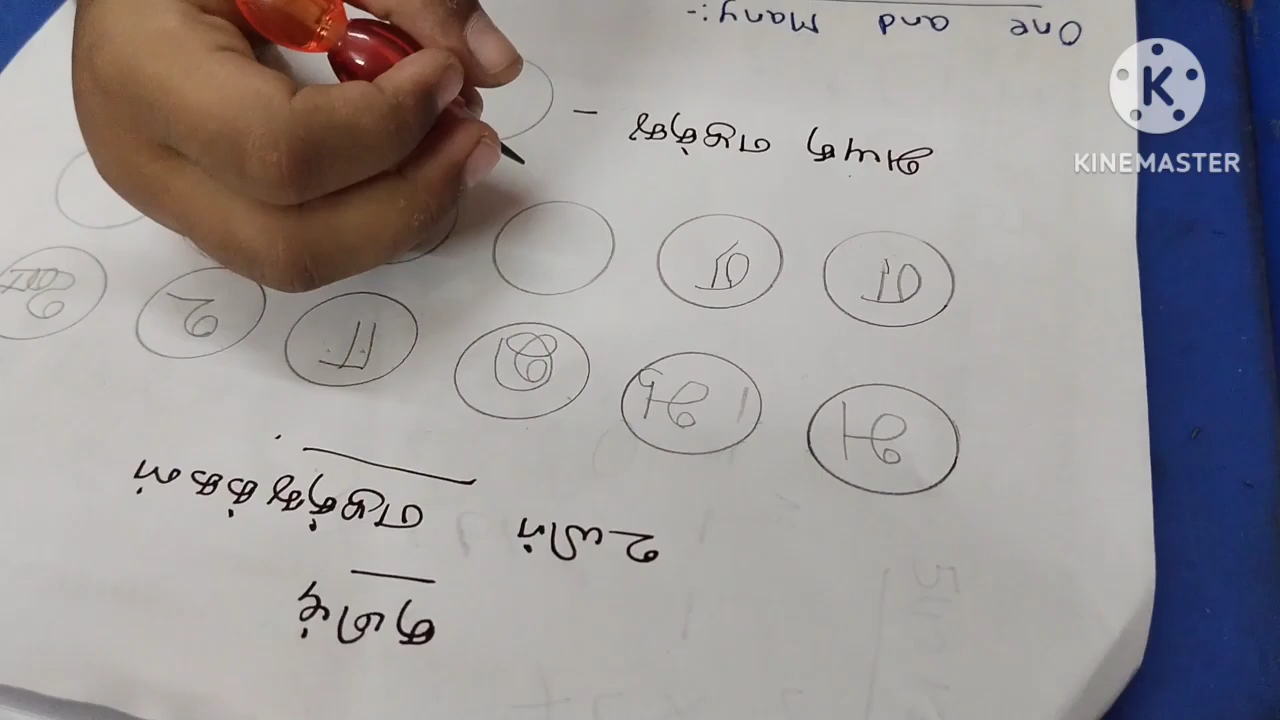 தமிழ்
உயிர் எழுத்துக்கள்
அ ஆ இ ஈ உ ஊ
எ ஏ
ஆயுத எழுத்து -
One and Many:-
KINEMASTER